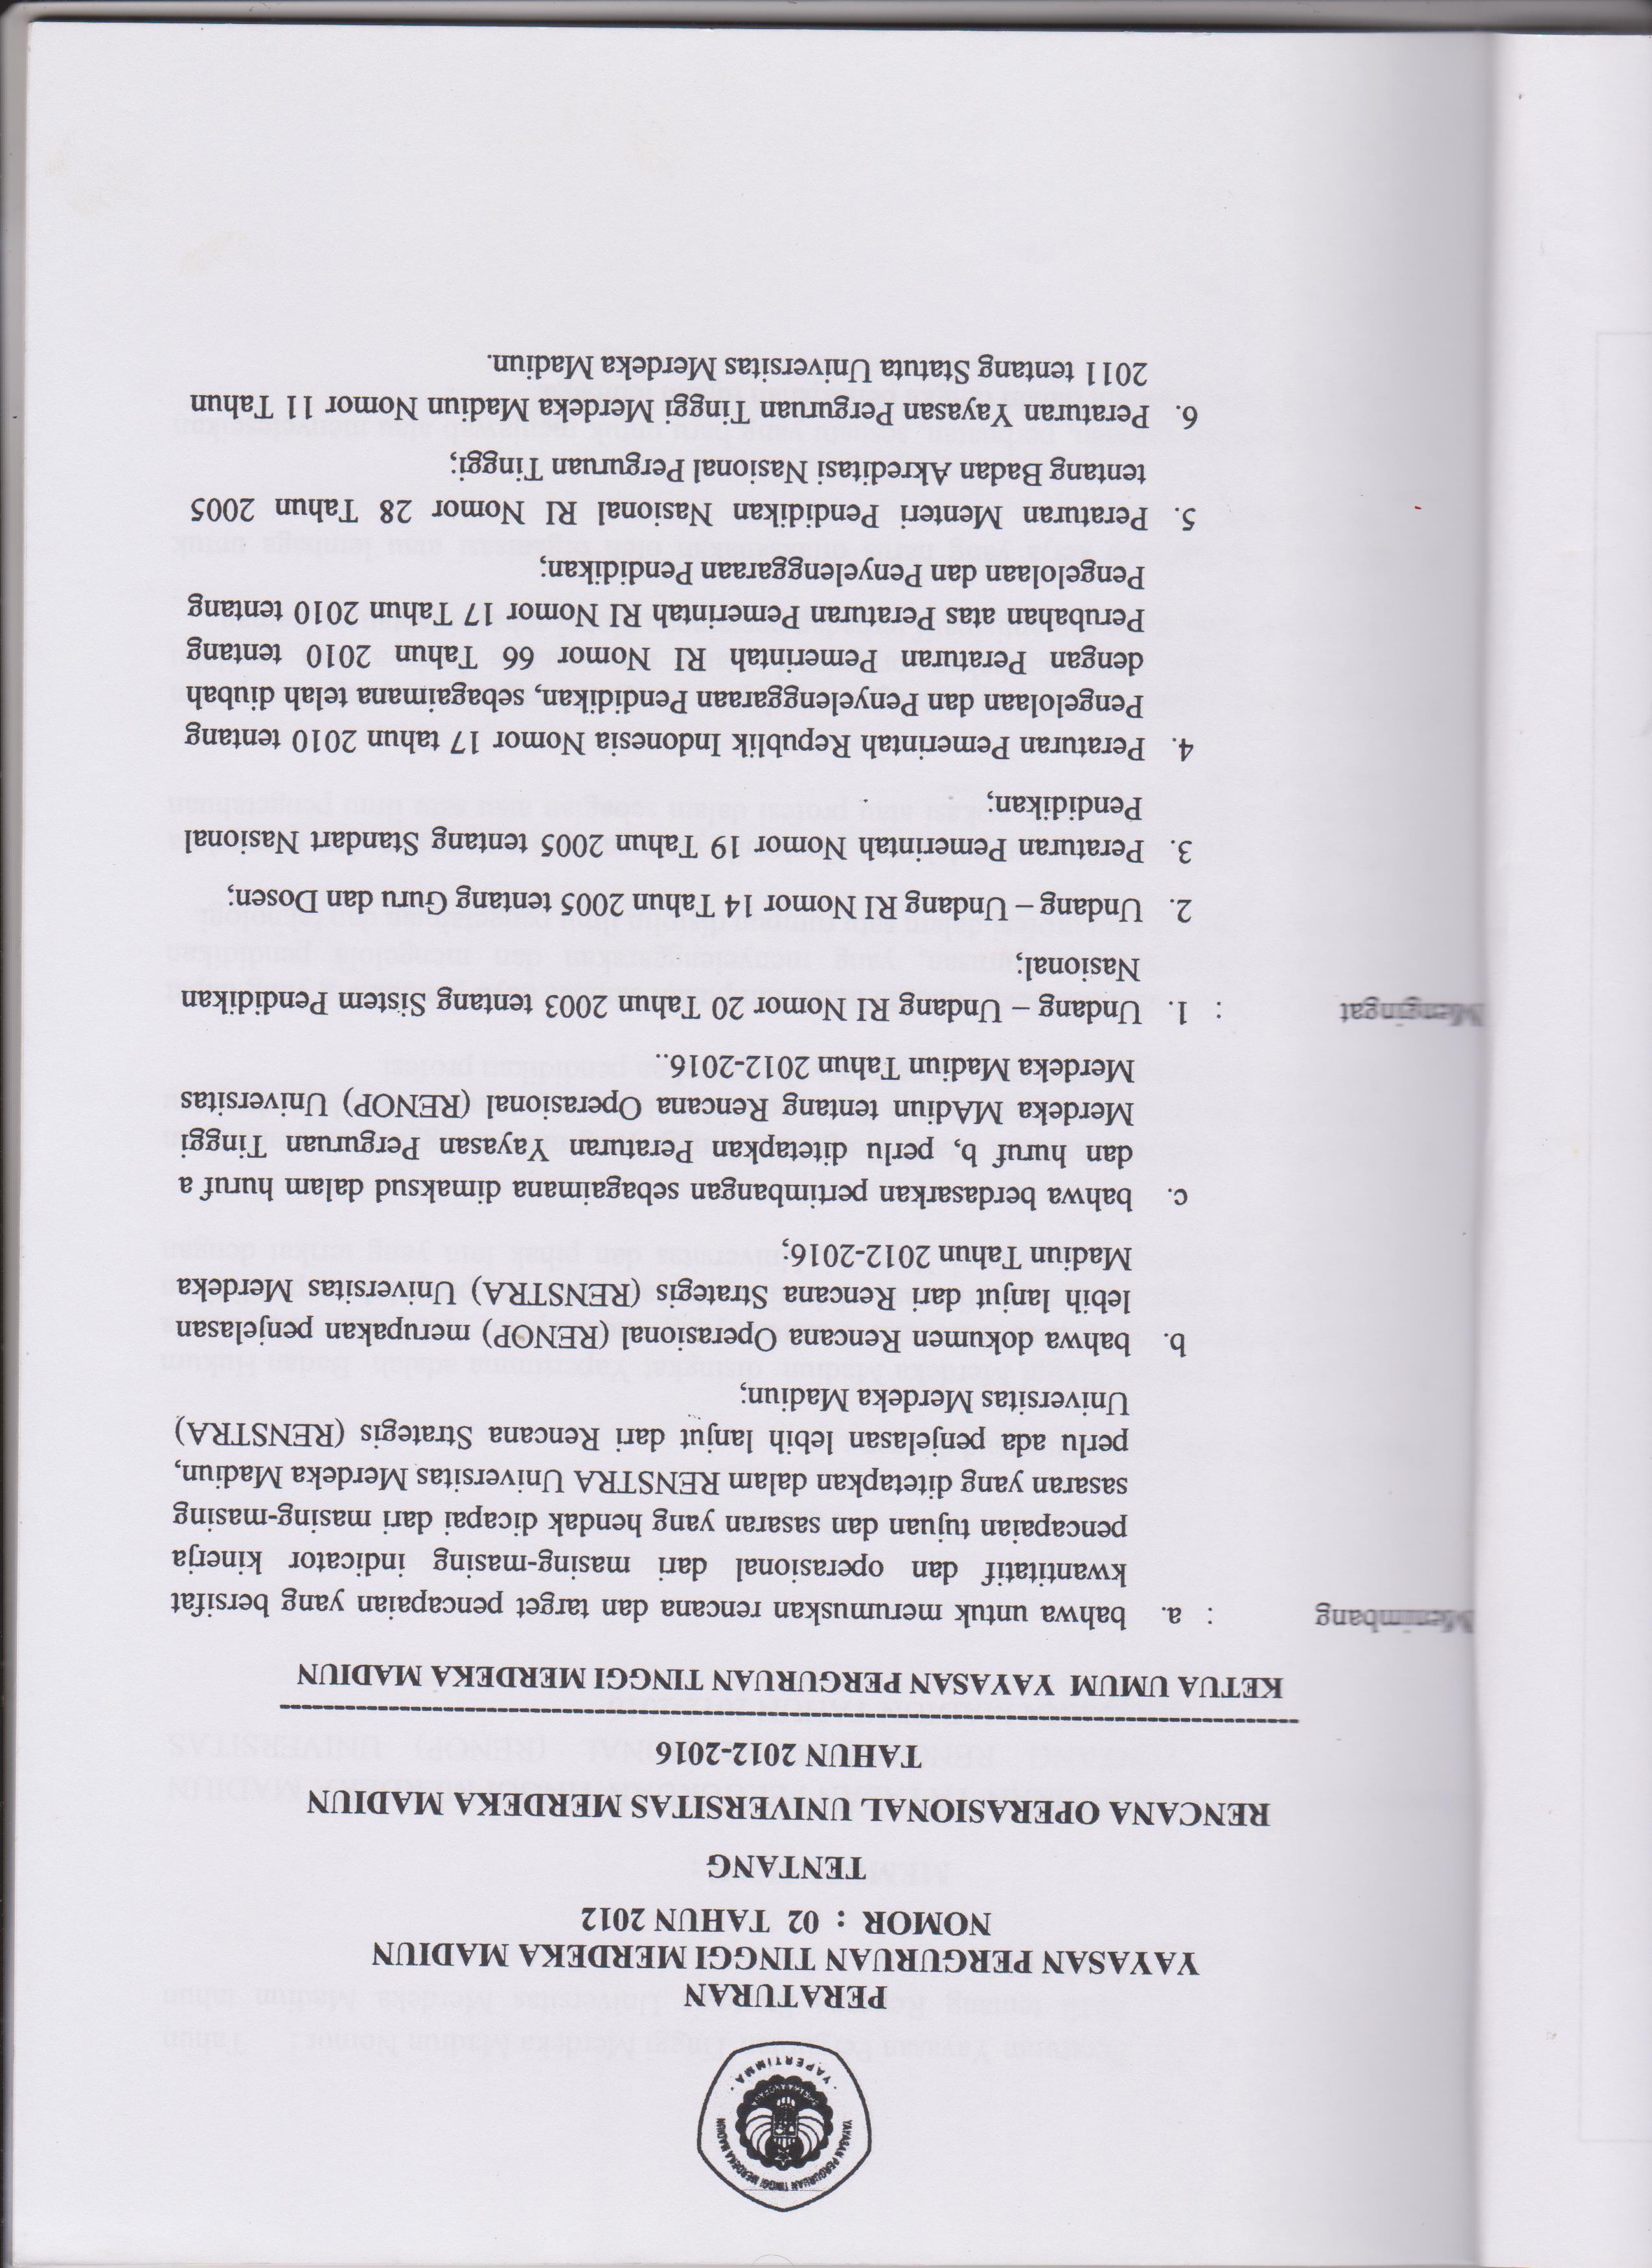 YAYASAN PERGURUAN TINGGI MERDEKA MADIUN
· YAPERTIMMA ·
PERATURAN
YAYASAN PERGURUAN TINGGI MERDEKA MADIUN
NOMOR : 02 TAHUN 2012
TENTANG
RENCANA OPERASIONAL UNIVERSITAS MERDEKA MADIUN
TAHUN 2012-2016
KETUA UMUM YAYASAN PERGURUAN TINGGI MERDEKA MADIUN
Menimbang : a. bahwa untuk merumuskan rencana dan target pencapaian yang bersifat
kwantitatif dan operasional dari masing-masing indicator kinerja
pencapaian tujuan dan sasaran yang hendak dicapai dari masing-masing
sasaran yang ditetapkan dalam RENSTRA Universitas Merdeka Madiun,
perlu ada penjelasan lebih lanjut dari Rencana Strategis (RENSTRA)
Universitas Merdeka Madiun;
b. bahwa dokumen Rencana Operasional (RENOP) merupakan penjelasan
lebih lanjut dari Rencana Strategis (RENSTRA) Universitas Merdeka
Madiun Tahun 2012-2016;
c. bahwa berdasarkan pertimbangan sebagaimana dimaksud dalam huruf a
dan huruf b, perlu ditetapkan Peraturan Yayasan Perguruan Tinggi
Merdeka MAdiun tentang Rencana Operasional (RENOP) Universitas
Merdeka Madiun Tahun 2012-2016..
Mengingat : 1. Undang – Undang RI Nomor 20 Tahun 2003 tentang Sistem Pendidikan
Nasional;
2. Undang – Undang RI Nomor 14 Tahun 2005 tentang Guru dan Dosen;
3. Peraturan Pemerintah Nomor 19 Tahun 2005 tentang Standart Nasional
Pendidikan;
4. Peraturan Pemerintah Republik Indonesia Nomor 17 tahun 2010 tentang
Pengelolaan dan Penyelenggaraan Pendidikan, sebagaimana telah diubah
dengan Peraturan Pemerintah RI Nomor 66 Tahun 2010 tentang
Perubahan atas Peraturan Pemerintah RI Nomor 17 Tahun 2010 tentang
Pengelolaan dan Penyelenggaraan Pendidikan;
5. Peraturan Menteri Pendidikan Nasional RI Nomor 28 Tahun 2005
tentang Badan Akreditasi Nasional Perguruan Tinggi;
6. Peraturan Yayasan Perguruan Tinggi Merdeka Madiun Nomor 11 Tahun
2011 tentang Statuta Universitas Merdeka Madiun.